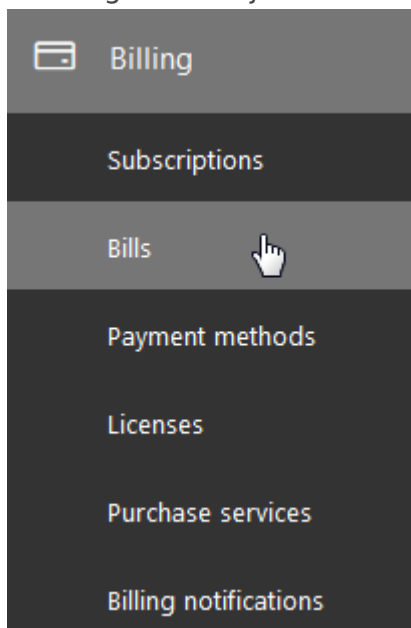 Billing
Subscriptions
Bills
Payment methods
Licenses
Purchase services
Billing notifications